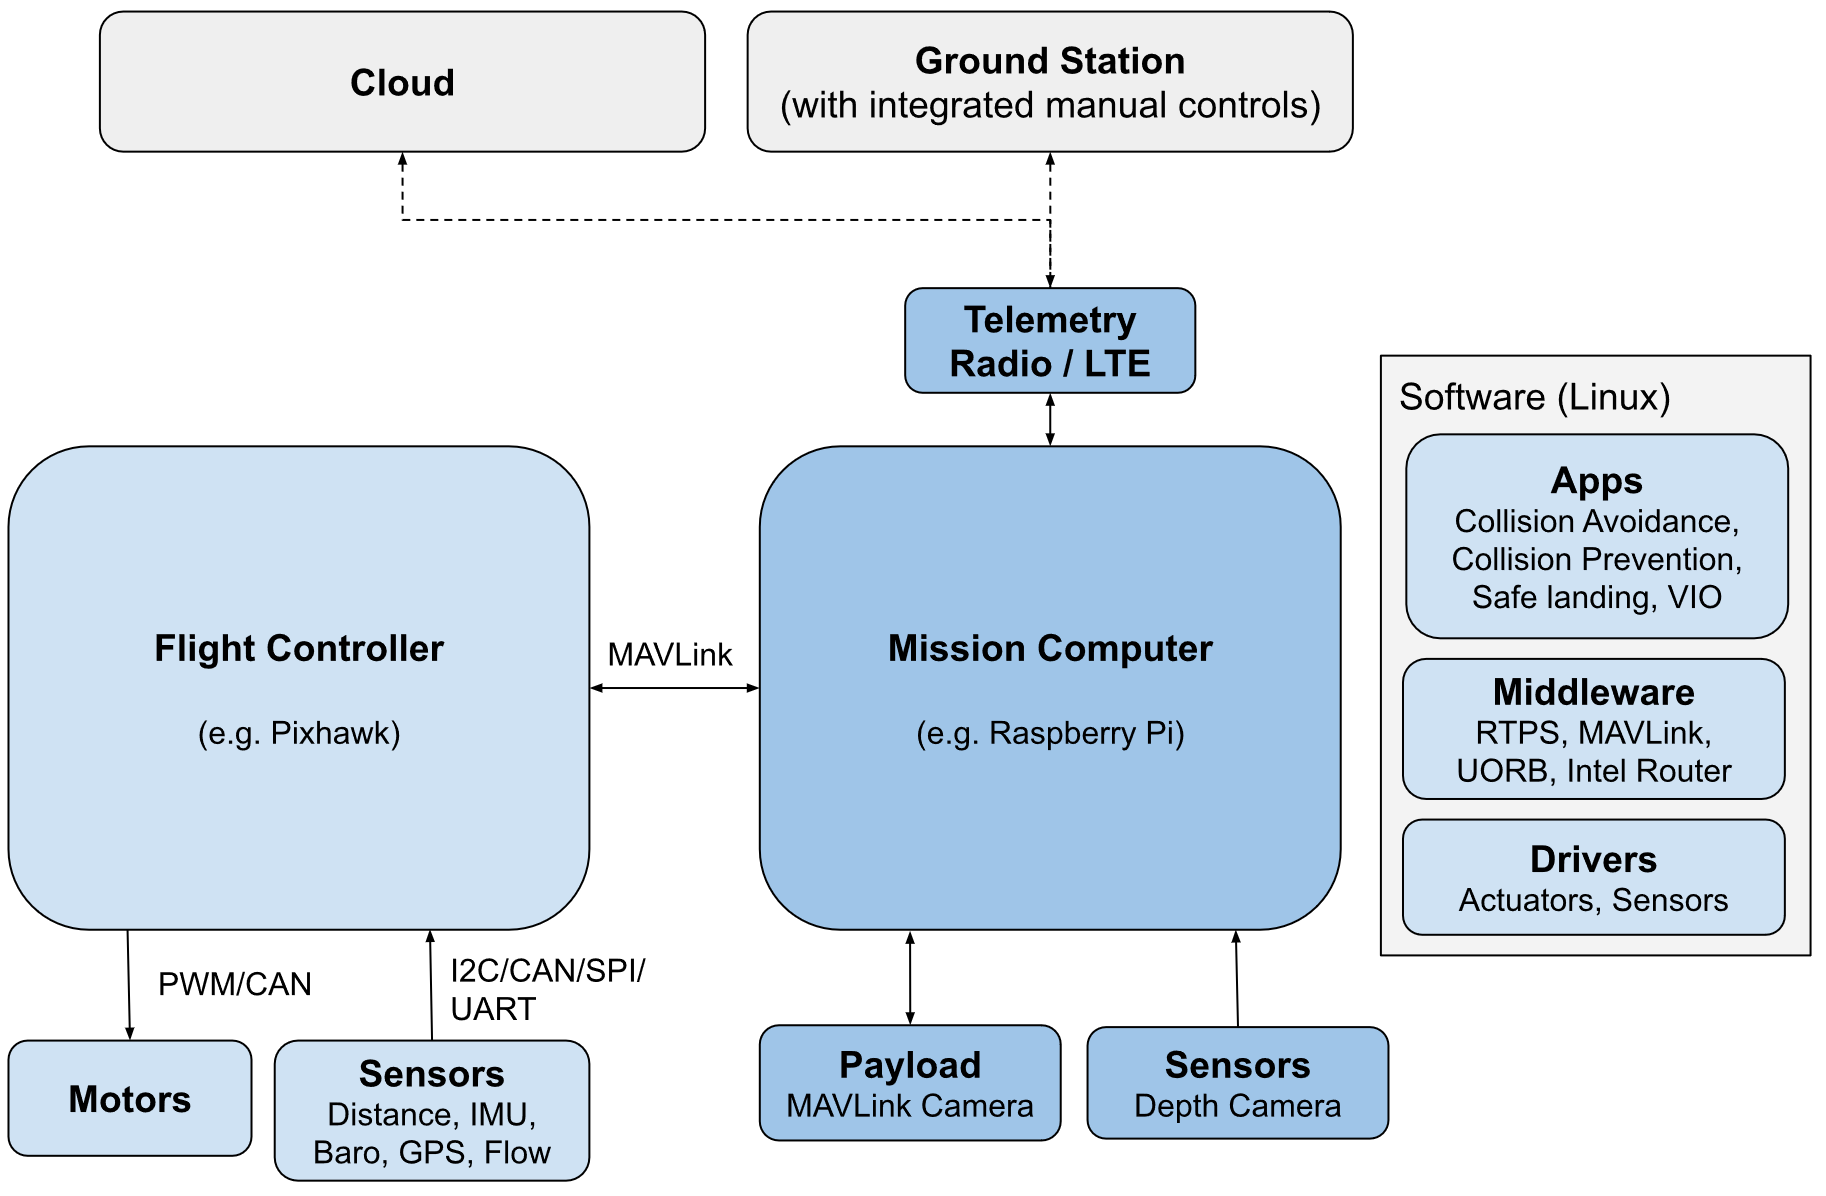 Cloud
Ground Station
(with integrated manual controls)
Telemetry
Radio / LTE
Flight Controller
(e.g. Pixhawk)
MAVLink
Mission Computer
(e.g. Raspberry Pi)
Software (Linux)
Apps
Collision Avoidance,
Collision Prevention,
Safe landing, VIO
Middleware
RTPS, MAVLink,
UORB, Intel Router
Drivers
Actuators, Sensors
PWM/CAN
I2C/CAN/SPI/
UART
Motors
Sensors
Distance, IMU,
Baro, GPS, Flow
Payload
MAVLink Camera
Sensors
Depth Camera